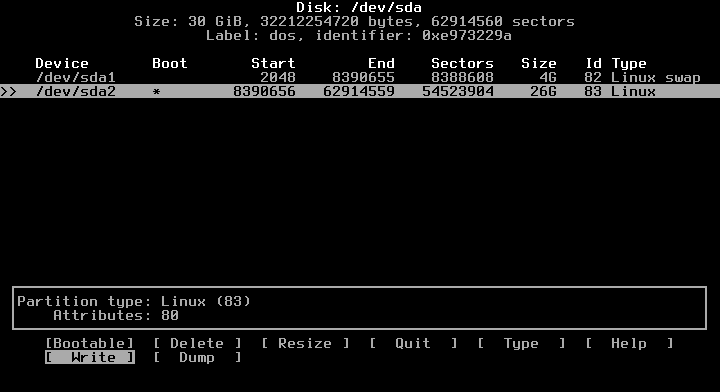 Disk: /dev/sda
Size: 30 GiB, 32212254720 bytes, 62914560 sectors
Label: dos, identifier: 0xe973229a
Device Boot Start End Sectors Size Id Type
/dev/sda1 2048 8390655 8388608 4G 82 Linux swap
>> /dev/sda2 * 8390656 62914559 54523904 26G 83 Linux
Partition type: Linux (83)
Attributes: 80
[Bootable] [ Delete ] [ Resize ] [ Quit ] [ Type ] [ Help ]
[ Write ] [ Dump ]